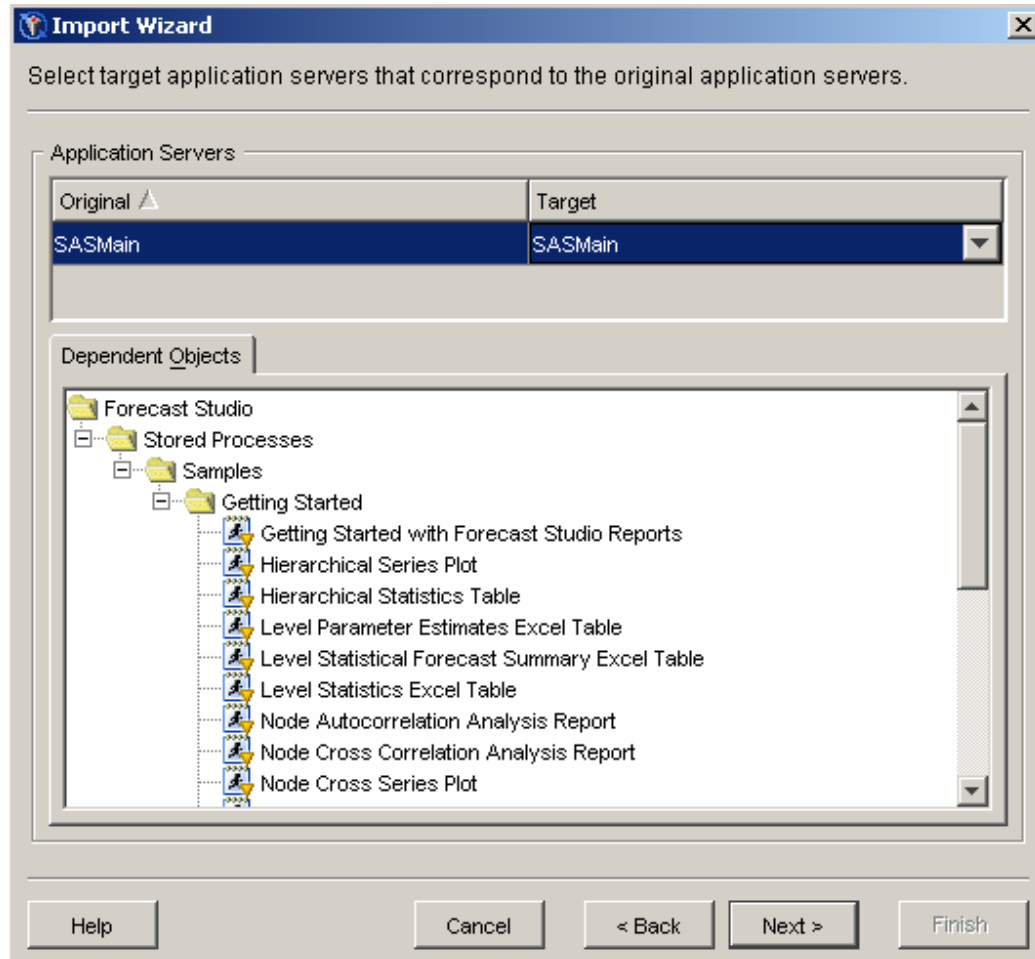 Import Wizard
Select target application servers that correspond to the original application servers.
Application Servers
Original Target
SASMain SASMain
Dependent Objects
Forecast Studio
Stored Processes
Samples
Getting Started
Getting Started with Forecast Studio Reports
Hierarchical Series Plot
Hierarchical Statistics Table
Level Parameter Estimates Excel Table
Level Statistical Forecast Summary Excel Table
Level Statistics Excel Table
Node Autocorrelation Analysis Report
Node Cross Correlation Analysis Report
Node Cross Series Plot
Help Cancel < Back Next > Finish